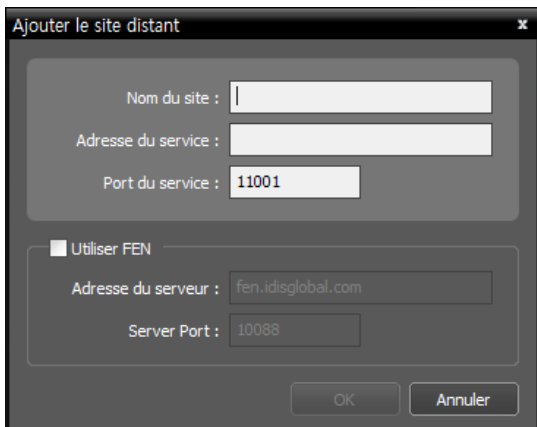 Ajouter le site distant x
Nom du site :
Adresse du service :
Port du service : 11001
Utiliser FEN
Adresse du serveur : fen.idisglobal.com
Server Port : 10088
OK Annuler